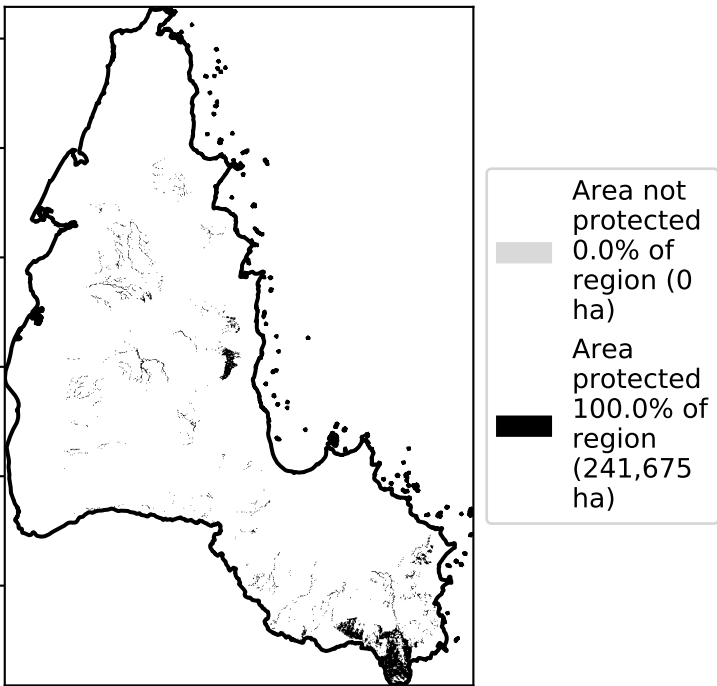 Area not
protected
0.0% of
region (0
ha)
Area
protected
100.0% of
region
(241,675
ha)